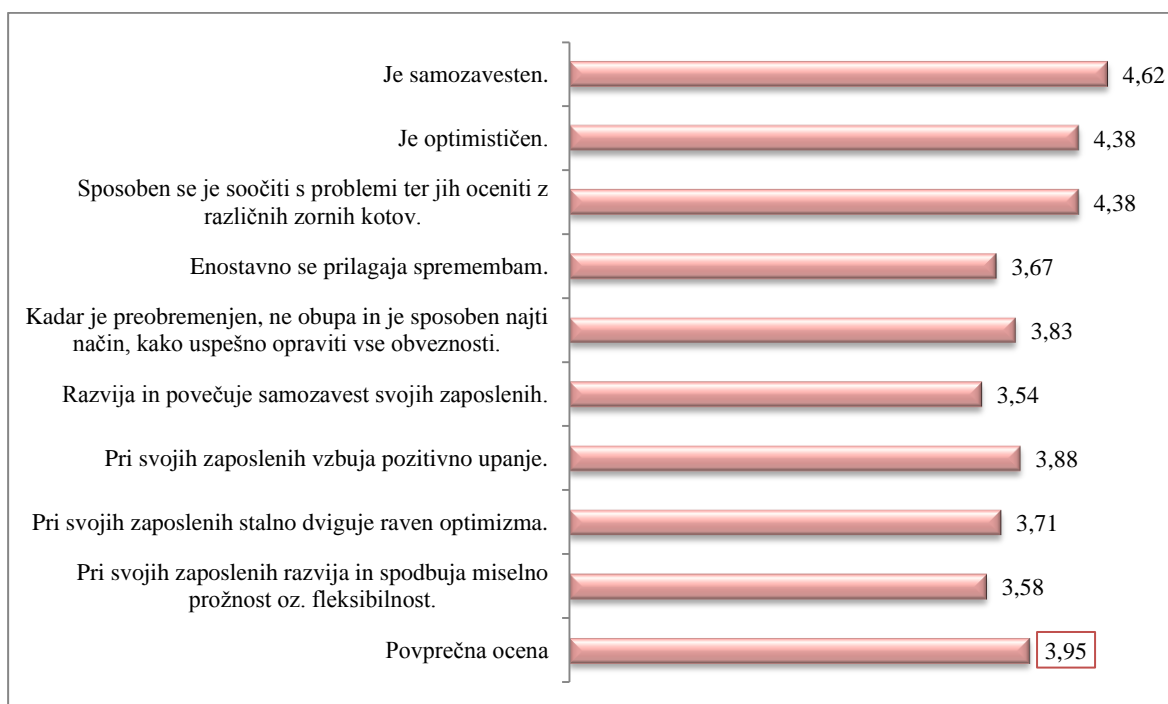 Je samozavesten.
4,62
Je optimističen.
4,38
Sposoben se je soočiti s problemi ter jih oceniti z
različnih zornih kotov.
4,38
Enostavno se prilagaja spremembam.
3,67
Kadar je preobremenjen, ne obupa in je sposoben najti
način, kako uspešno opraviti vse obveznosti.
3,83
Razvija in povečuje samozavest svojih zaposlenih.
3,54
Pri svojih zaposlenih vzbuja pozitivno upanje.
3,88
Pri svojih zaposlenih stalno dviguje raven optimizma.
3,71
Pri svojih zaposlenih razvija in spodbuja miselno
prožnost oz. fleksibilnost.
3,58
Povprečna ocena
3,95